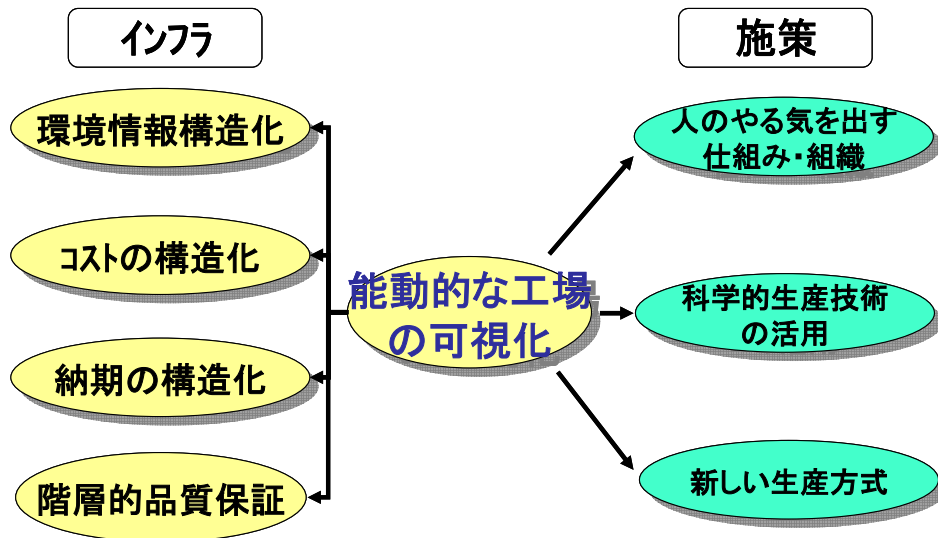 インフラ
施策
環境情報構造化
コストの構造化
納期の構造化
階層的品質保証
能動的な工場
の可視化
人のやる気を出す
仕組み・組織
科学的生産技術
の活用
新しい生産方式